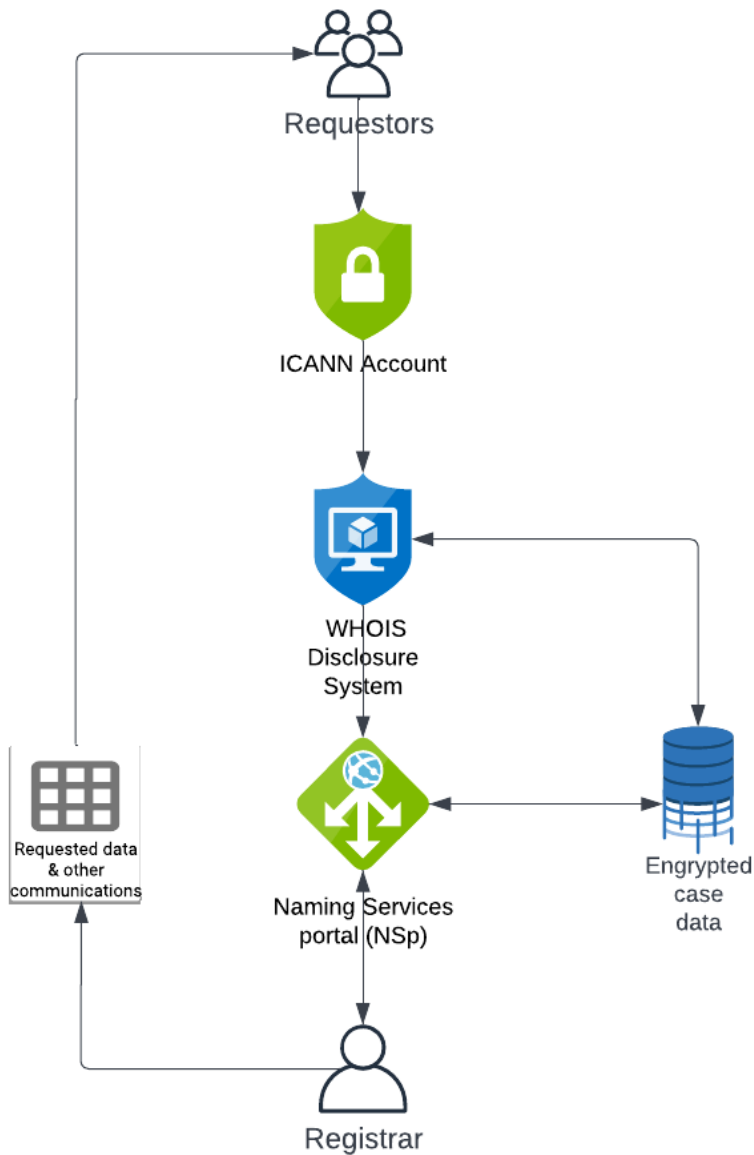 Requestors
ICANN Account
WHOIS
Disclosure
System
Requested data
& other
communications
Engrypted
case
data
Naming Services
portal (NSp)
Registrar